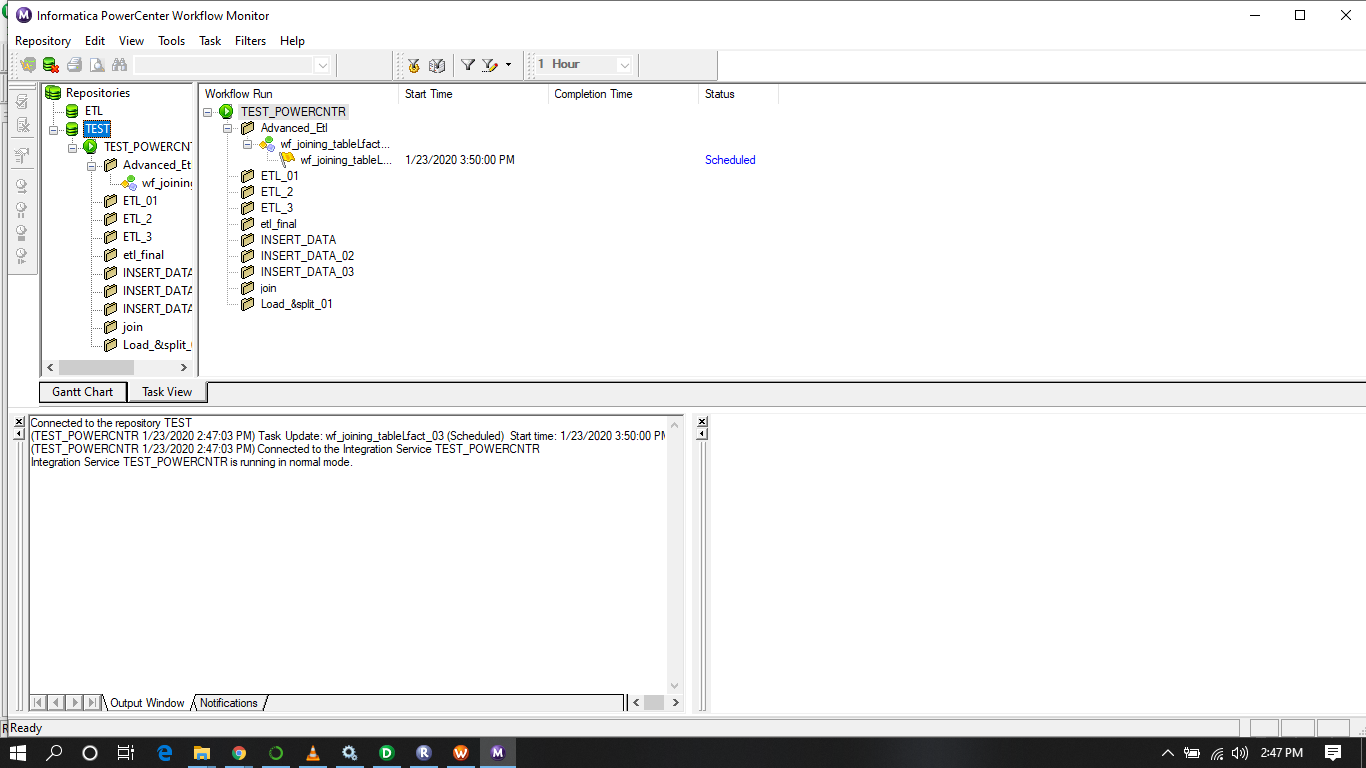 Informatica PowerCenter Workflow Monitor
Repository Edit View Tools Task Filters Help
1 Hour
Repositories
ETL
TEST
TEST_POWERCNT
Advanced_Et
wf_joining
ETL_01
ETL_2
ETL_3
etl_final
INSERT_DATA
INSERT_DATA
INSERT_DATA
join
Load_&split_
Workflow Run Start Time Completion Time Status
TEST_POWERCNTR
Advanced_Etl
wf_joining_tableLfact...
wf_joining_tableL... 1/23/2020 3:50:00 PM Scheduled
ETL_01
ETL_2
ETL_3
etl_final
INSERT_DATA
INSERT_DATA_02
INSERT_DATA_03
join
Load_&split_01
Gantt Chart Task View
Connected to the repository TEST
(TEST_POWERCNTR 1/23/2020 2:47:03 PM) Task Update: wf_joining_tableLfact_03 (Scheduled) Start time: 1/23/2020 3:50:00 PM
(TEST_POWERCNTR 1/23/2020 2:47:03 PM) Connected to the Integration Service TEST_POWERCNTR
Integration Service TEST_POWERCNTR is running in normal mode.
Output Window Notifications
Ready
2:47 PM